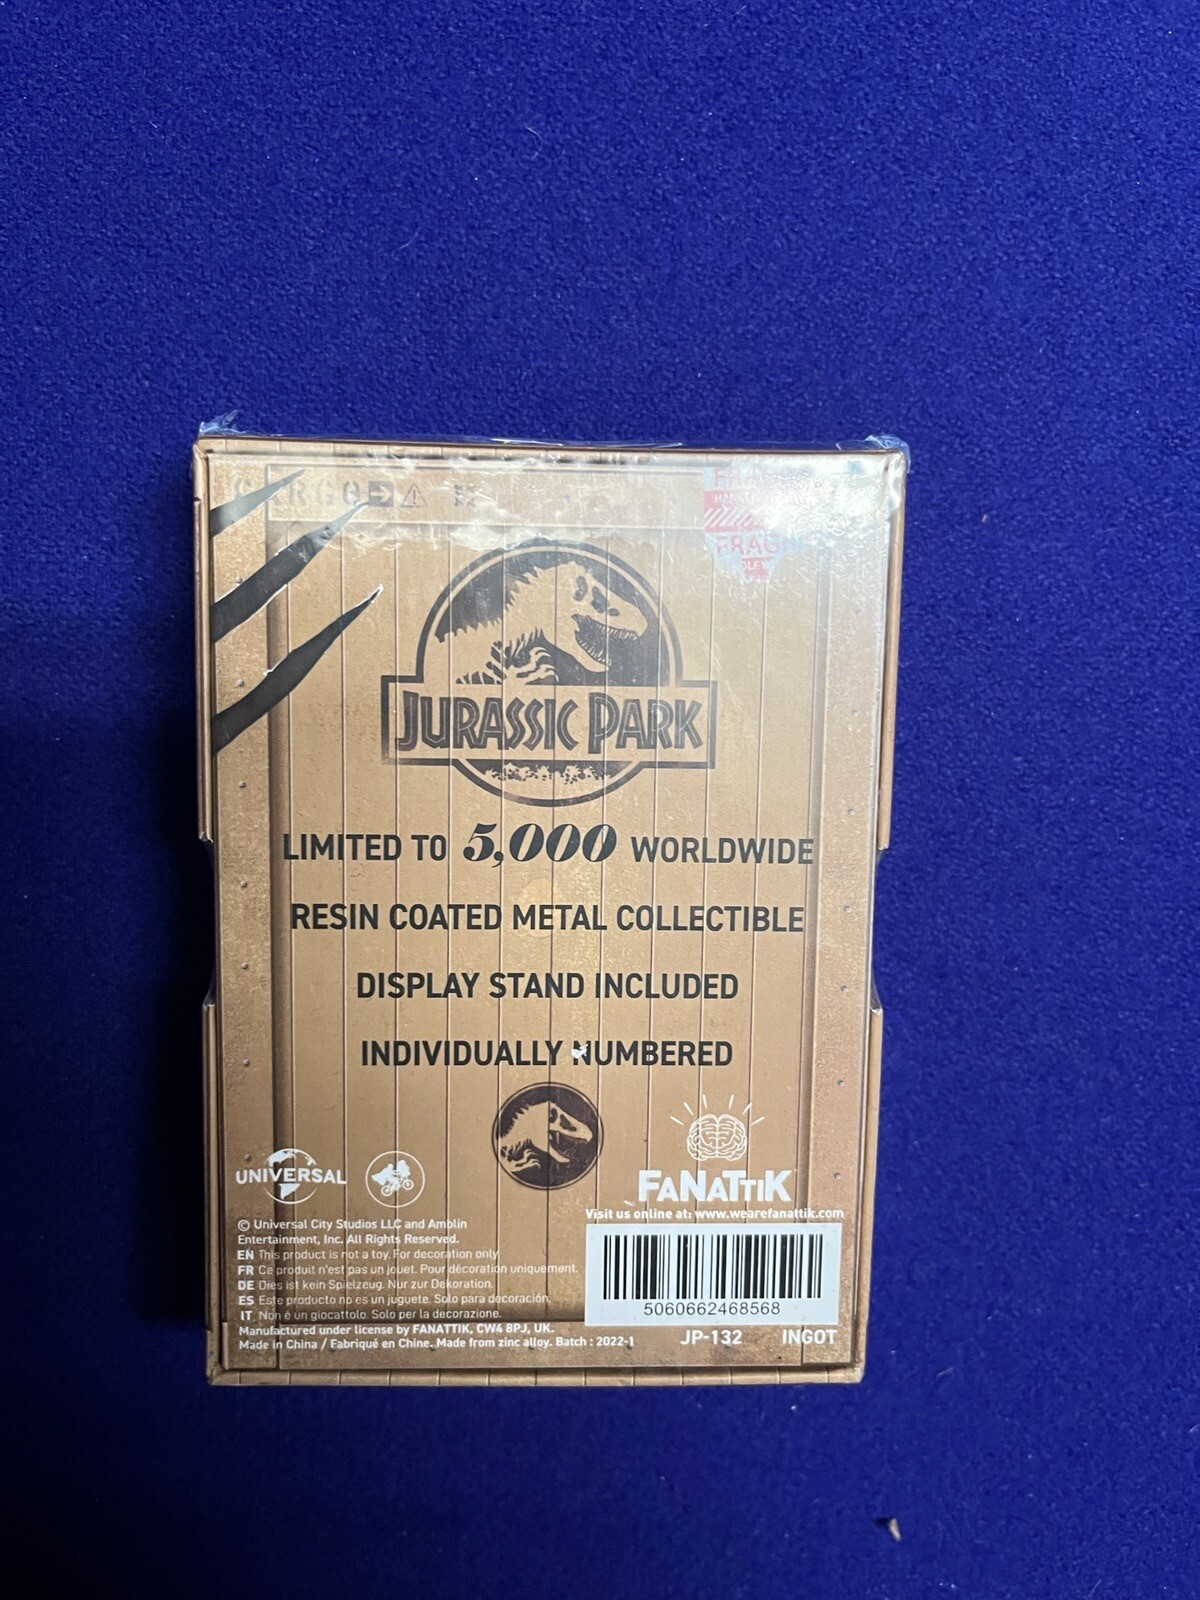 JURASSIC PARK
LIMITED TO 5,000 WORLDWIDE
RESIN COATED METAL COLLECTIBLE
DISPLAY STAND INCLUDED
INDIVIDUALLY NUMBERED
UNIVERSAL
FANATTIK
Visit us online at: www.wearefanattik.com
© Universal City Studios LLC and Amblin
Entertainment, Inc. All Rights Reserved.
EN This product is not a toy. For decoration only
FR Ce produit n'est pas un jouet. Pour décoration uniquement.
DE Dies ist kein Spielzeug. Nur zur Dekoration.
ES Este producto no es un juguete. Solo para decoración.
IT Non é un giocattolo. Solo per la decorazione.
Manufactured under license by FANATTIK, CW4 8PJ, UK.
Made in China / Fabriqué en Chine. Made from zinc alloy. Batch : 2022-1
5060662468568
JP-132 INGOT